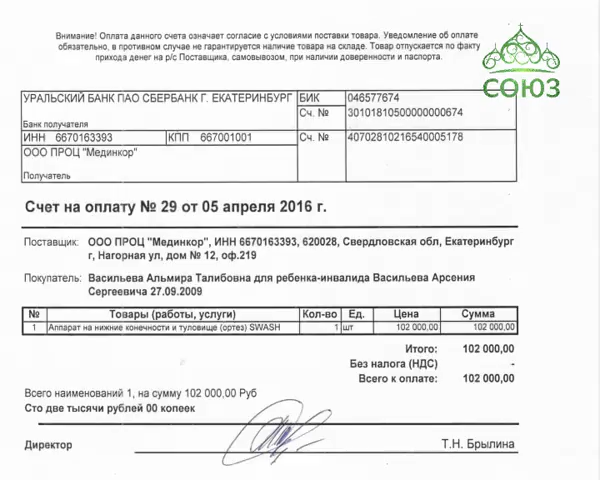 Внимание! Оплата данного счета означает согласие с условиями поставки товара. Уведомление об оплате
обязательно, в противном случае не гарантируется наличие товара на складе. Товар отпускается по факту
прихода денег на р/с Поставщика, самовывозом, при наличии доверенности и паспорта.
СОЮЗ
УРАЛЬСКИЙ БАНК ПАО СБЕРБАНК Г. ЕКАТЕРИНБУРГ БИК 046577674
Сч. № 30101810500000000674
Банк получателя
ИНН 6670163393 КПП 667001001 Сч. № 40702810216540005178
ООО ПРОЦ "Мединкор"
Получатель
Счет на оплату № 29 от 05 апреля 2016 г.
Поставщик: ООО ПРОЦ "Мединкор", ИНН 6670163393, 620028, Свердловская обл, Екатеринбург
г, Нагорная ул, дом № 12, оф.219
Покупатель: Васильева Альмира Талибовна для ребенка-инвалида Васильева Арсения
Сергеевича 27.09.2009
№ Товары (работы, услуги) Кол-во Ед. Цена Сумма
1 Аппарат на нижние конечности и туловище (ортез) SWASH 1 шт 102 000,00 102 000,00
Итого: 102 000,00
Без налога (НДС) -
Всего к оплате: 102 000,00
Всего наименований 1, на сумму 102 000,00 Руб
Сто две тысячи рублей 00 копеек
Директор Т.Н. Брылина